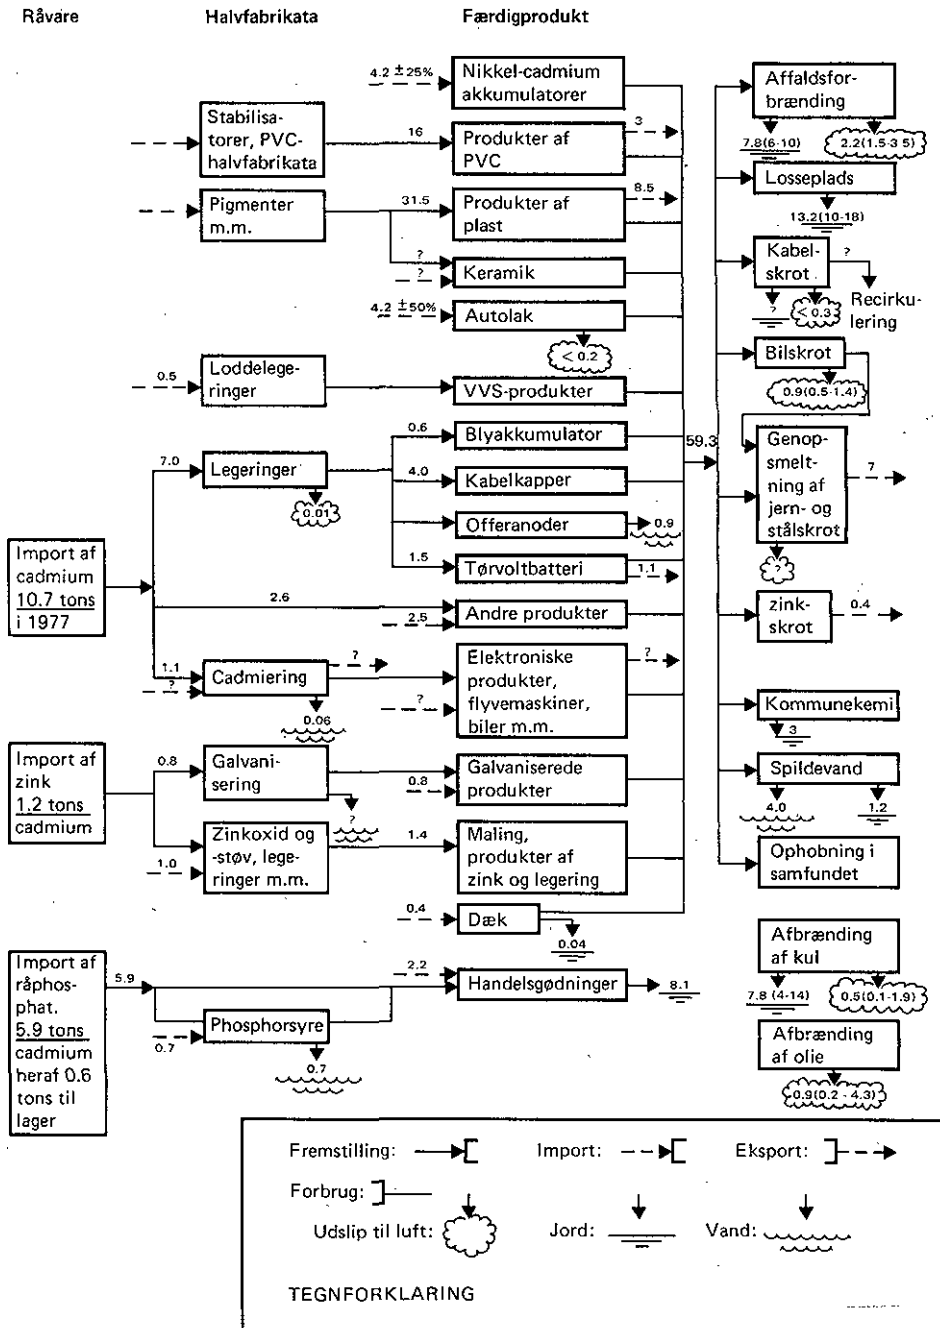 Råvare
Halvfabrikata
Færdigprodukt
4.2 ±25%
Nikkel-cadmium
akkumulatorer
Stabilisa-
torer, PVC-
halvfabrikata
16
Produkter af
PVC
3
Pigmenter
m.m.
31.5
Produkter af
plast
8.5
?
?
Keramik
4.2 ±50%
Autolak
< 0.2
0.5
Loddelege-
ringer
VVS-produkter
7.0
Legeringer
0.01
0.6
Blyakkumulator
4.0
Kabelkapper
Offeranoder
0.9
1.5
Tørvoltbatteri
1.1
Import af
cadmium
10.7 tons
i 1977
2.6
2.5
Andre produkter
1.1
?
Cadmiering
?
0.06
?
Elektroniske
produkter,
flyvemaskiner,
biler m.m.
?
Import af
zink
1.2 tons
cadmium
0.8
Galvani-
sering
?
0.8
Galvaniserede
produkter
1.0
Zinkoxid og
-støv, lege-
ringer m.m.
1.4
Maling,
produkter af
zink og legering
0.4
Dæk
0.04
Import af
råphos-
phat.
5.9 tons
cadmium
heraf 0.6
tons til
lager
5.9
0.7
Phosphorsyre
0.7
2.2
Handelsgødninger
8.1
59.3
Affaldsfor-
brænding
7.8(6-10)
2.2(1.5-3 5)
Losseplads
13.2(10-18)
Kabel-
skrot
?
?
< 0.3
Recirku-
lering
Bilskrot
0.9(0.5-1.4)
Genop-
smelt-
ning af
jern- og
stålskrot
7
?
zink-
skrot
0.4
Kommunekemi
3
Spildevand
4.0
1.2
Ophobning i
samfundet
Afbrænding
af kul
7.8 (4-14)
0.5(0.1-1.9)
Afbrænding
af olie
0.9(0.2 - 4.3)
Fremstilling:
Import:
Eksport:
Forbrug:
Udslip til luft:
Jord:
Vand:
TEGNFORKLARING